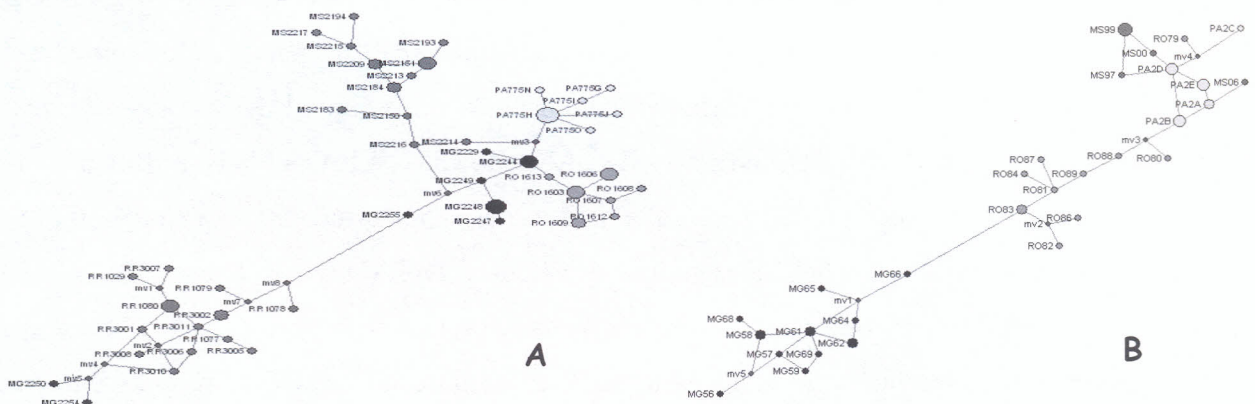 MS2194
MS2217
MS2215
MS2193
MS2209
MS2151
MS2213
MS2184
MS2183
MS2150
MS2216
MS2214
PA775N
PA775G
PA775I
PA775H
PA775J
PA775O
mv3
MG2229
MG2244
RO1613
RO1606
MG2249
RO1603
RO1608
RO1607
mv6
MG2248
MG2255
MG2247
RO1612
RO1609
RR3007
RR1029
mv1
RR1079
mv8
mv7
RR1080
RR3002
RR1078
RR3001
RR3011
mv2
RR1077
RR3008
RR3006
RR3005
mv4
RR3010
mv5
MG2250
MG2254
A
MS99
RO79
PA2C
MS00
mv4
PA2D
MS97
PA2E
MS06
PA2A
PA2B
mv3
RO87
RO88
RO80
RO84
RO89
RO81
RO83
RO86
mv2
RO82
MG66
MG65
mv1
MG68
MG64
MG58
MG61
MG62
MG57
MG69
mv5
MG59
MG56
B